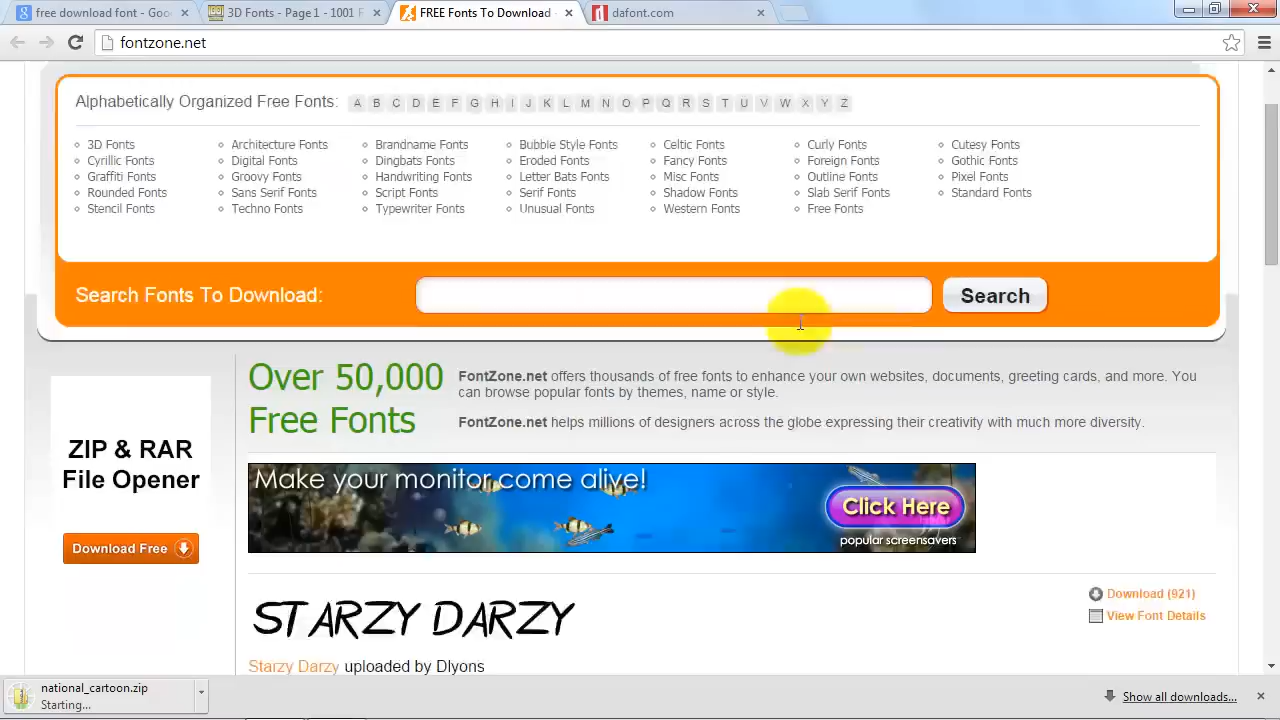 free download font - Goo
3D Fonts - Page 1 - 1001 F
FREE Fonts To Download
dafont.com
fontzone.net
Alphabetically Organized Free Fonts: A B C D E F G H I J K L M N O P Q R S T U V W X Y Z
3D Fonts Architecture Fonts Brandname Fonts Bubble Style Fonts Celtic Fonts Curly Fonts Cutesy Fonts
Cyrillic Fonts Digital Fonts Dingbats Fonts Eroded Fonts Fancy Fonts Foreign Fonts Gothic Fonts
Graffiti Fonts Groovy Fonts Handwriting Fonts Letter Bats Fonts Misc Fonts Outline Fonts Pixel Fonts
Rounded Fonts Sans Serif Fonts Script Fonts Serif Fonts Shadow Fonts Slab Serif Fonts Standard Fonts
Stencil Fonts Techno Fonts Typewriter Fonts Unusual Fonts Western Fonts Free Fonts
Search Fonts To Download: Search
ZIP & RAR
File Opener
Download Free
Over 50,000
Free Fonts
FontZone.net offers thousands of free fonts to enhance your own websites, documents, greeting cards, and more. You
can browse popular fonts by themes, name or style.
FontZone.net helps millions of designers across the globe expressing their creativity with much more diversity.
Make your monitor come alive!
Click Here
popular screensavers
STARZY DARZY
Download (921)
View Font Details
Starzy Darzy uploaded by Dlyons
national_cartoon.zip
Starting...
Show all downloads...